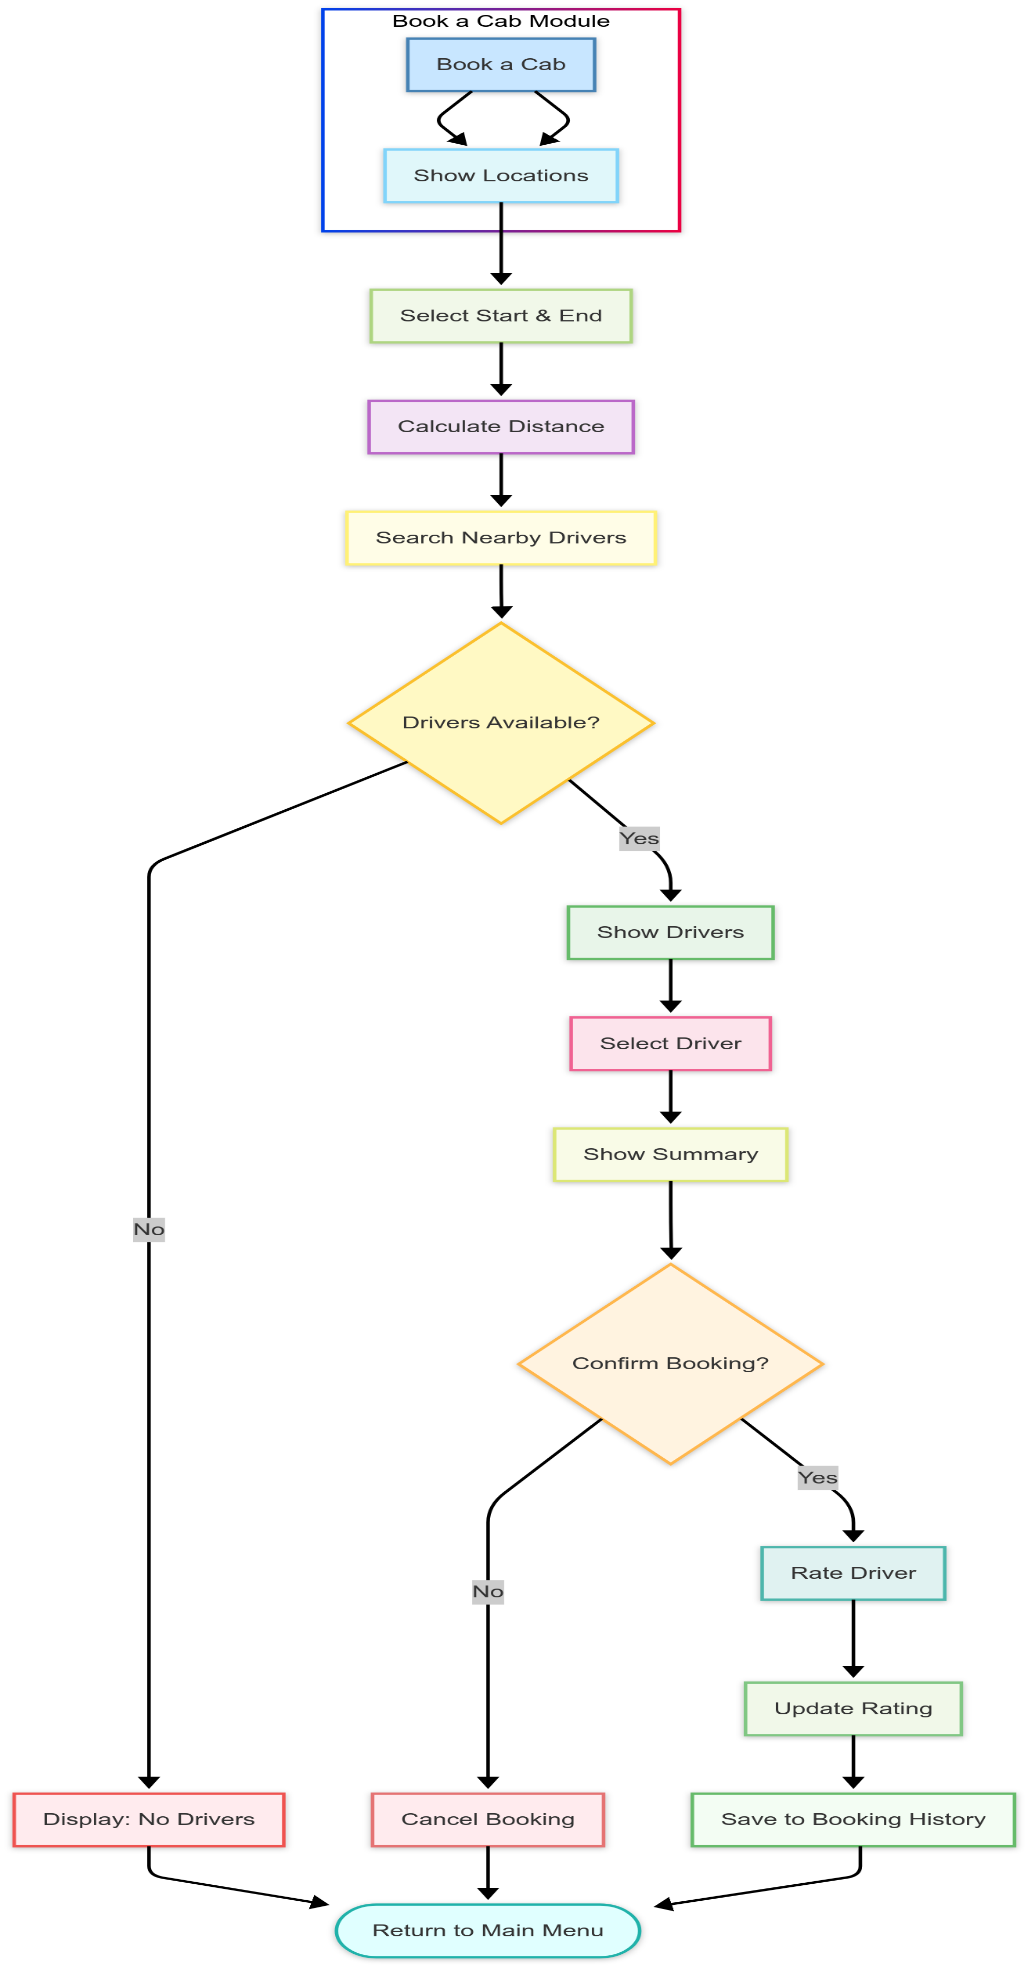 Book a Cab Module
Book a Cab
Show Locations
Select Start & End
Calculate Distance
Search Nearby Drivers
Drivers Available?
Yes
Show Drivers
Select Driver
Show Summary
No
Confirm Booking?
Yes
Rate Driver
No
Update Rating
Display: No Drivers
Cancel Booking
Save to Booking History
Return to Main Menu